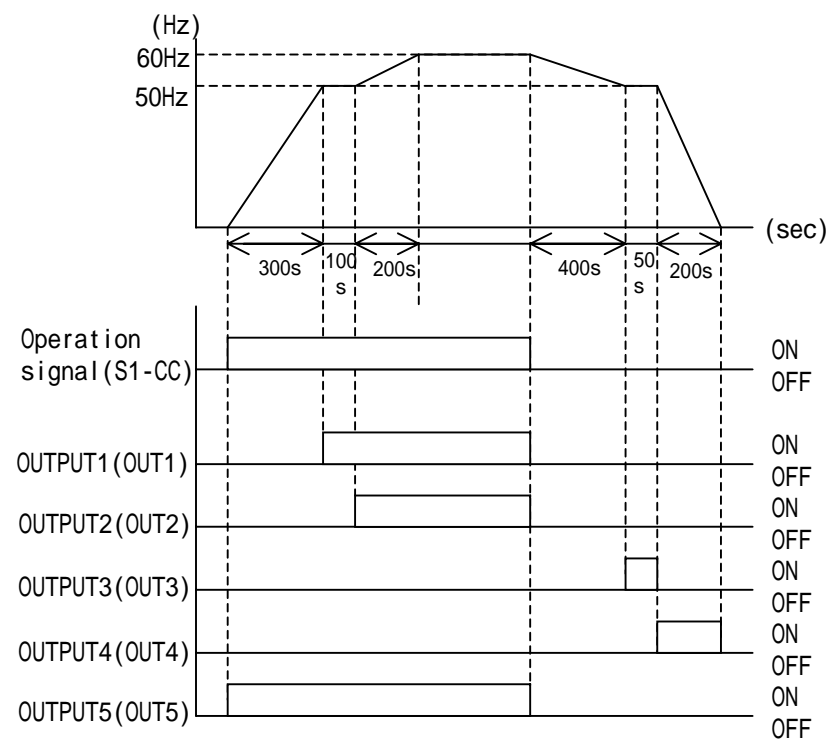 (Hz)
60Hz
50Hz
(sec)
300s
100
s
200s
400s
50
s
200s
Operation
signal(S1-CC)
ON
OFF
OUTPUT1(OUT1)
ON
OFF
OUTPUT2(OUT2)
ON
OFF
OUTPUT3(OUT3)
ON
OFF
OUTPUT4(OUT4)
ON
OFF
OUTPUT5(OUT5)
ON
OFF